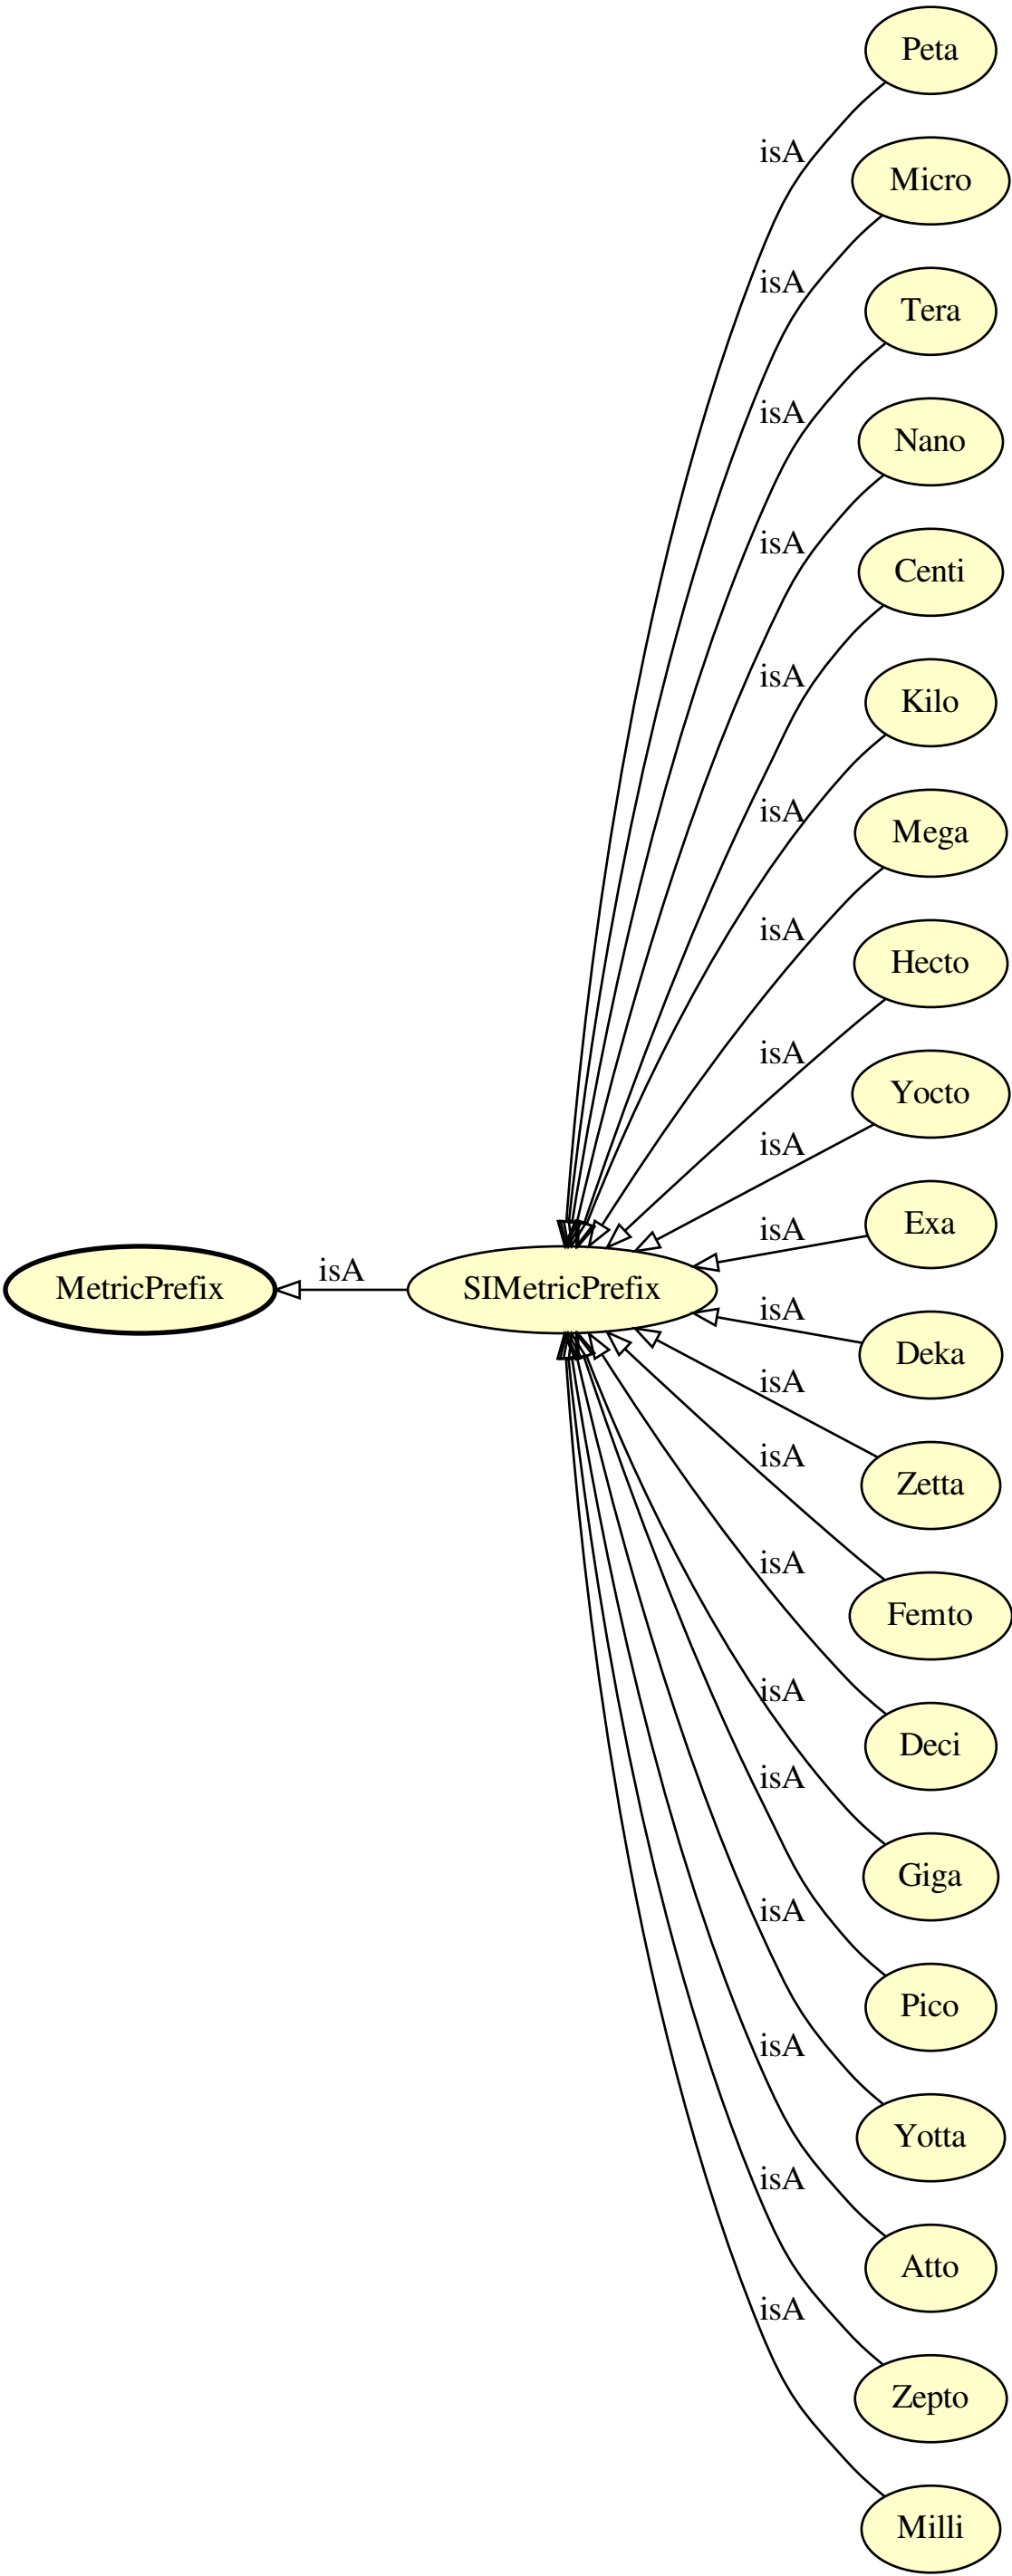 Peta
isA
Micro
isA
Tera
isA
Nano
isA
Centi
isA
Kilo
isA
Mega
isA
Hecto
isA
Yocto
isA
Exa
isA
MetricPrefix
isA
SIMetricPrefix
isA
Deka
isA
Zetta
isA
Femto
isA
Deci
isA
Giga
isA
Pico
isA
Yotta
isA
Atto
isA
Zepto
isA
Milli